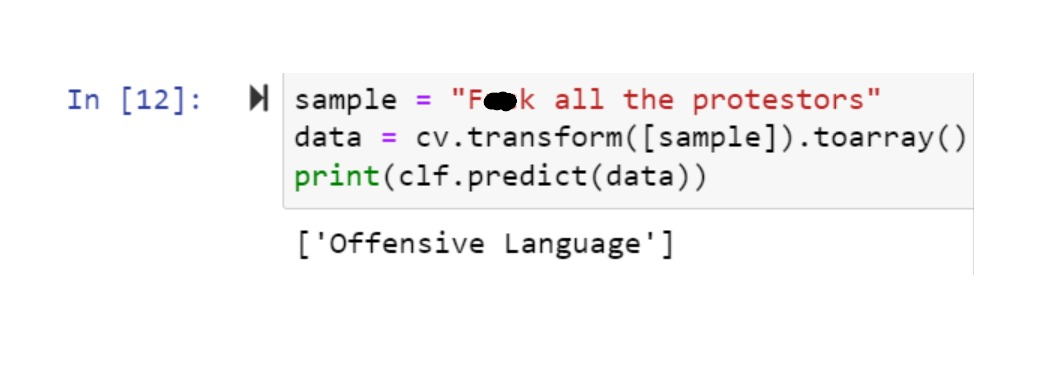 In [12]:
sample = "F k all the protestors"
data = cv.transform([sample]).toarray()
print(clf.predict(data))
['Offensive Language']